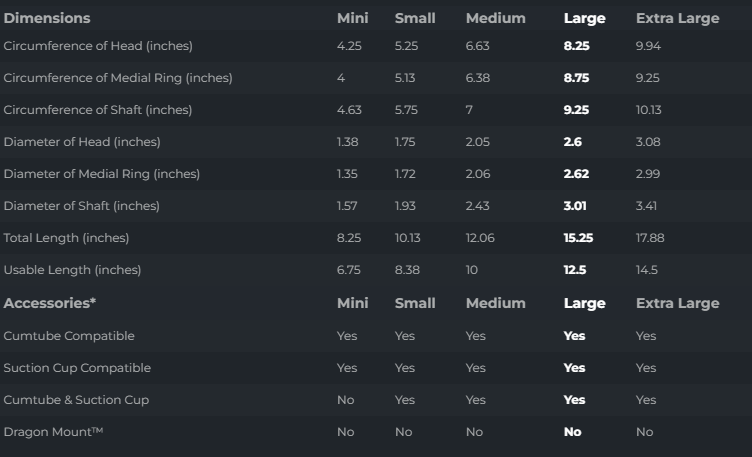 Dimensions Mini Small Medium Large Extra Large
Circumference of Head (inches) 4.25 5.25 6.63 8.25 9.94
Circumference of Medial Ring (inches) 4 5.13 6.38 8.75 9.25
Circumference of Shaft (inches) 4.63 5.75 7 9.25 10.13
Diameter of Head (inches) 1.38 1.75 2.05 2.6 3.08
Diameter of Medial Ring (inches) 1.35 1.72 2.06 2.62 2.99
Diameter of Shaft (inches) 1.57 1.93 2.43 3.01 3.41
Total Length (inches) 8.25 10.13 12.06 15.25 17.88
Usable Length (inches) 6.75 8.38 10 12.5 14.5
Accessories* Mini Small Medium Large Extra Large
Cumtube Compatible Yes Yes Yes Yes Yes
Suction Cup Compatible Yes Yes Yes Yes Yes
Cumtube & Suction Cup No Yes Yes Yes Yes
Dragon Mount™ No No No No No